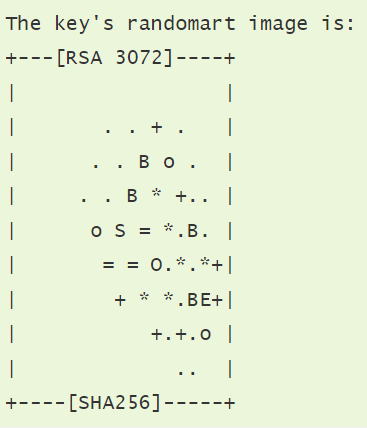 The key's randomart image is:
+---[RSA 3072]----+
|                 |
|       . . + .   |
|      . . B o .  |
|     . . B * +.. |
|      o S = *.B. |
|       = = O.*.*+|
|        + * *.BE+|
|           +.+.o |
|             ..  |
+----[SHA256]-----+